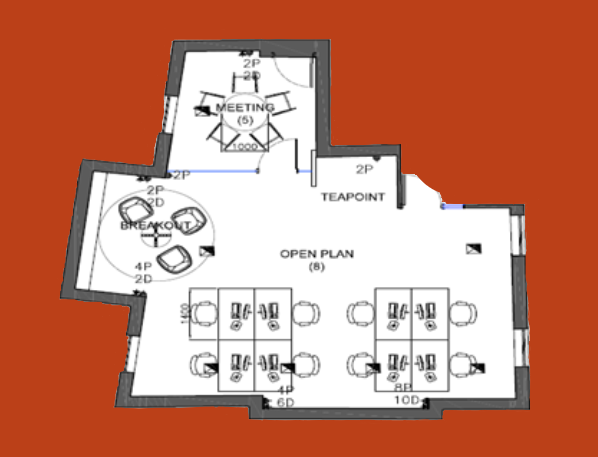 2P
2D
MEETING
(5)
1000
2P
2P
TEAPOINT
2P
2D
BREAKOUT
4P
2D
OPEN PLAN
(8)
1400
4P
6D
8P
10D